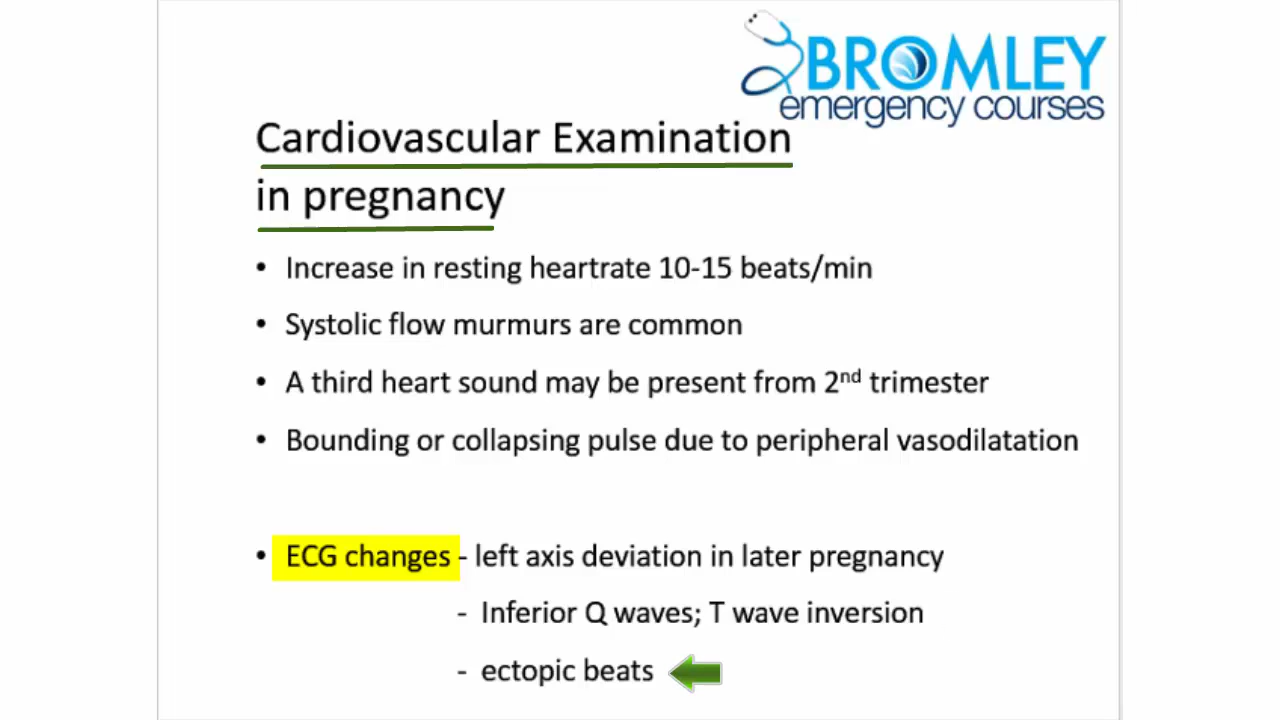 BROMLEY
emergency courses
Cardiovascular Examination
in pregnancy
• Increase in resting heartrate 10-15 beats/min
• Systolic flow murmurs are common
• A third heart sound may be present from 2nd trimester
• Bounding or collapsing pulse due to peripheral vasodilatation
• ECG changes - left axis deviation in later pregnancy
- Inferior Q waves; T wave inversion
- ectopic beats